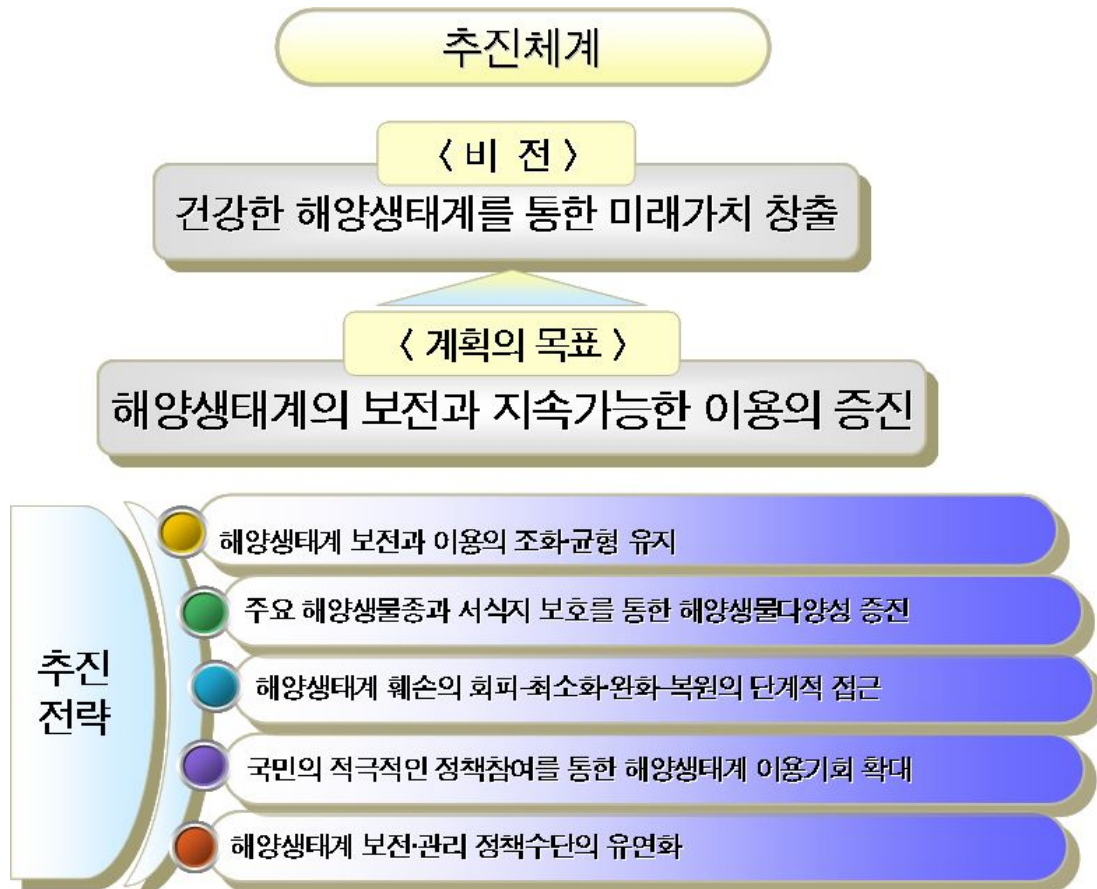 추진체계
< 비 전 >
건강한 해양생태계를 통한 미래가치 창출
< 계획의 목표 >
해양생태계의 보전과 지속가능한 이용의 증진
추진
전략
해양생태계 보전과 이용의 조화·균형 유지
주요 해양생물종과 서식지 보호를 통한 해양생물다양성 증진
해양생태계 훼손의 회피-최소화-완화-복원의 단계적 접근
국민의 적극적인 정책참여를 통한 해양생태계 이용기회 확대
해양생태계 보전·관리 정책수단의 유연화